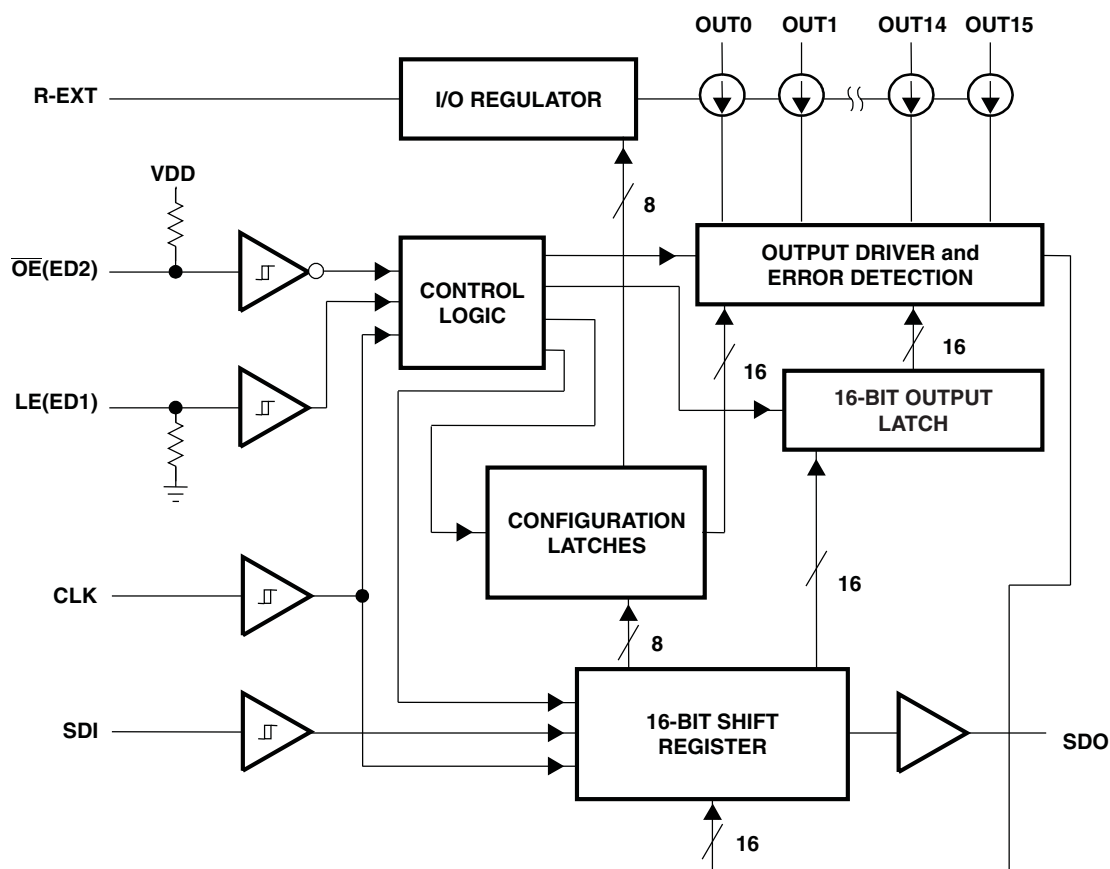 OUT0 OUT1 OUT14 OUT15
R-EXT
I/O REGULATOR
VDD
8
OE(ED2)
CONTROL
LOGIC
OUTPUT DRIVER and
ERROR DETECTION
16
16
LE(ED1)
16-BIT OUTPUT
LATCH
CONFIGURATION
LATCHES
CLK
16
8
SDI
16-BIT SHIFT
REGISTER
SDO
16